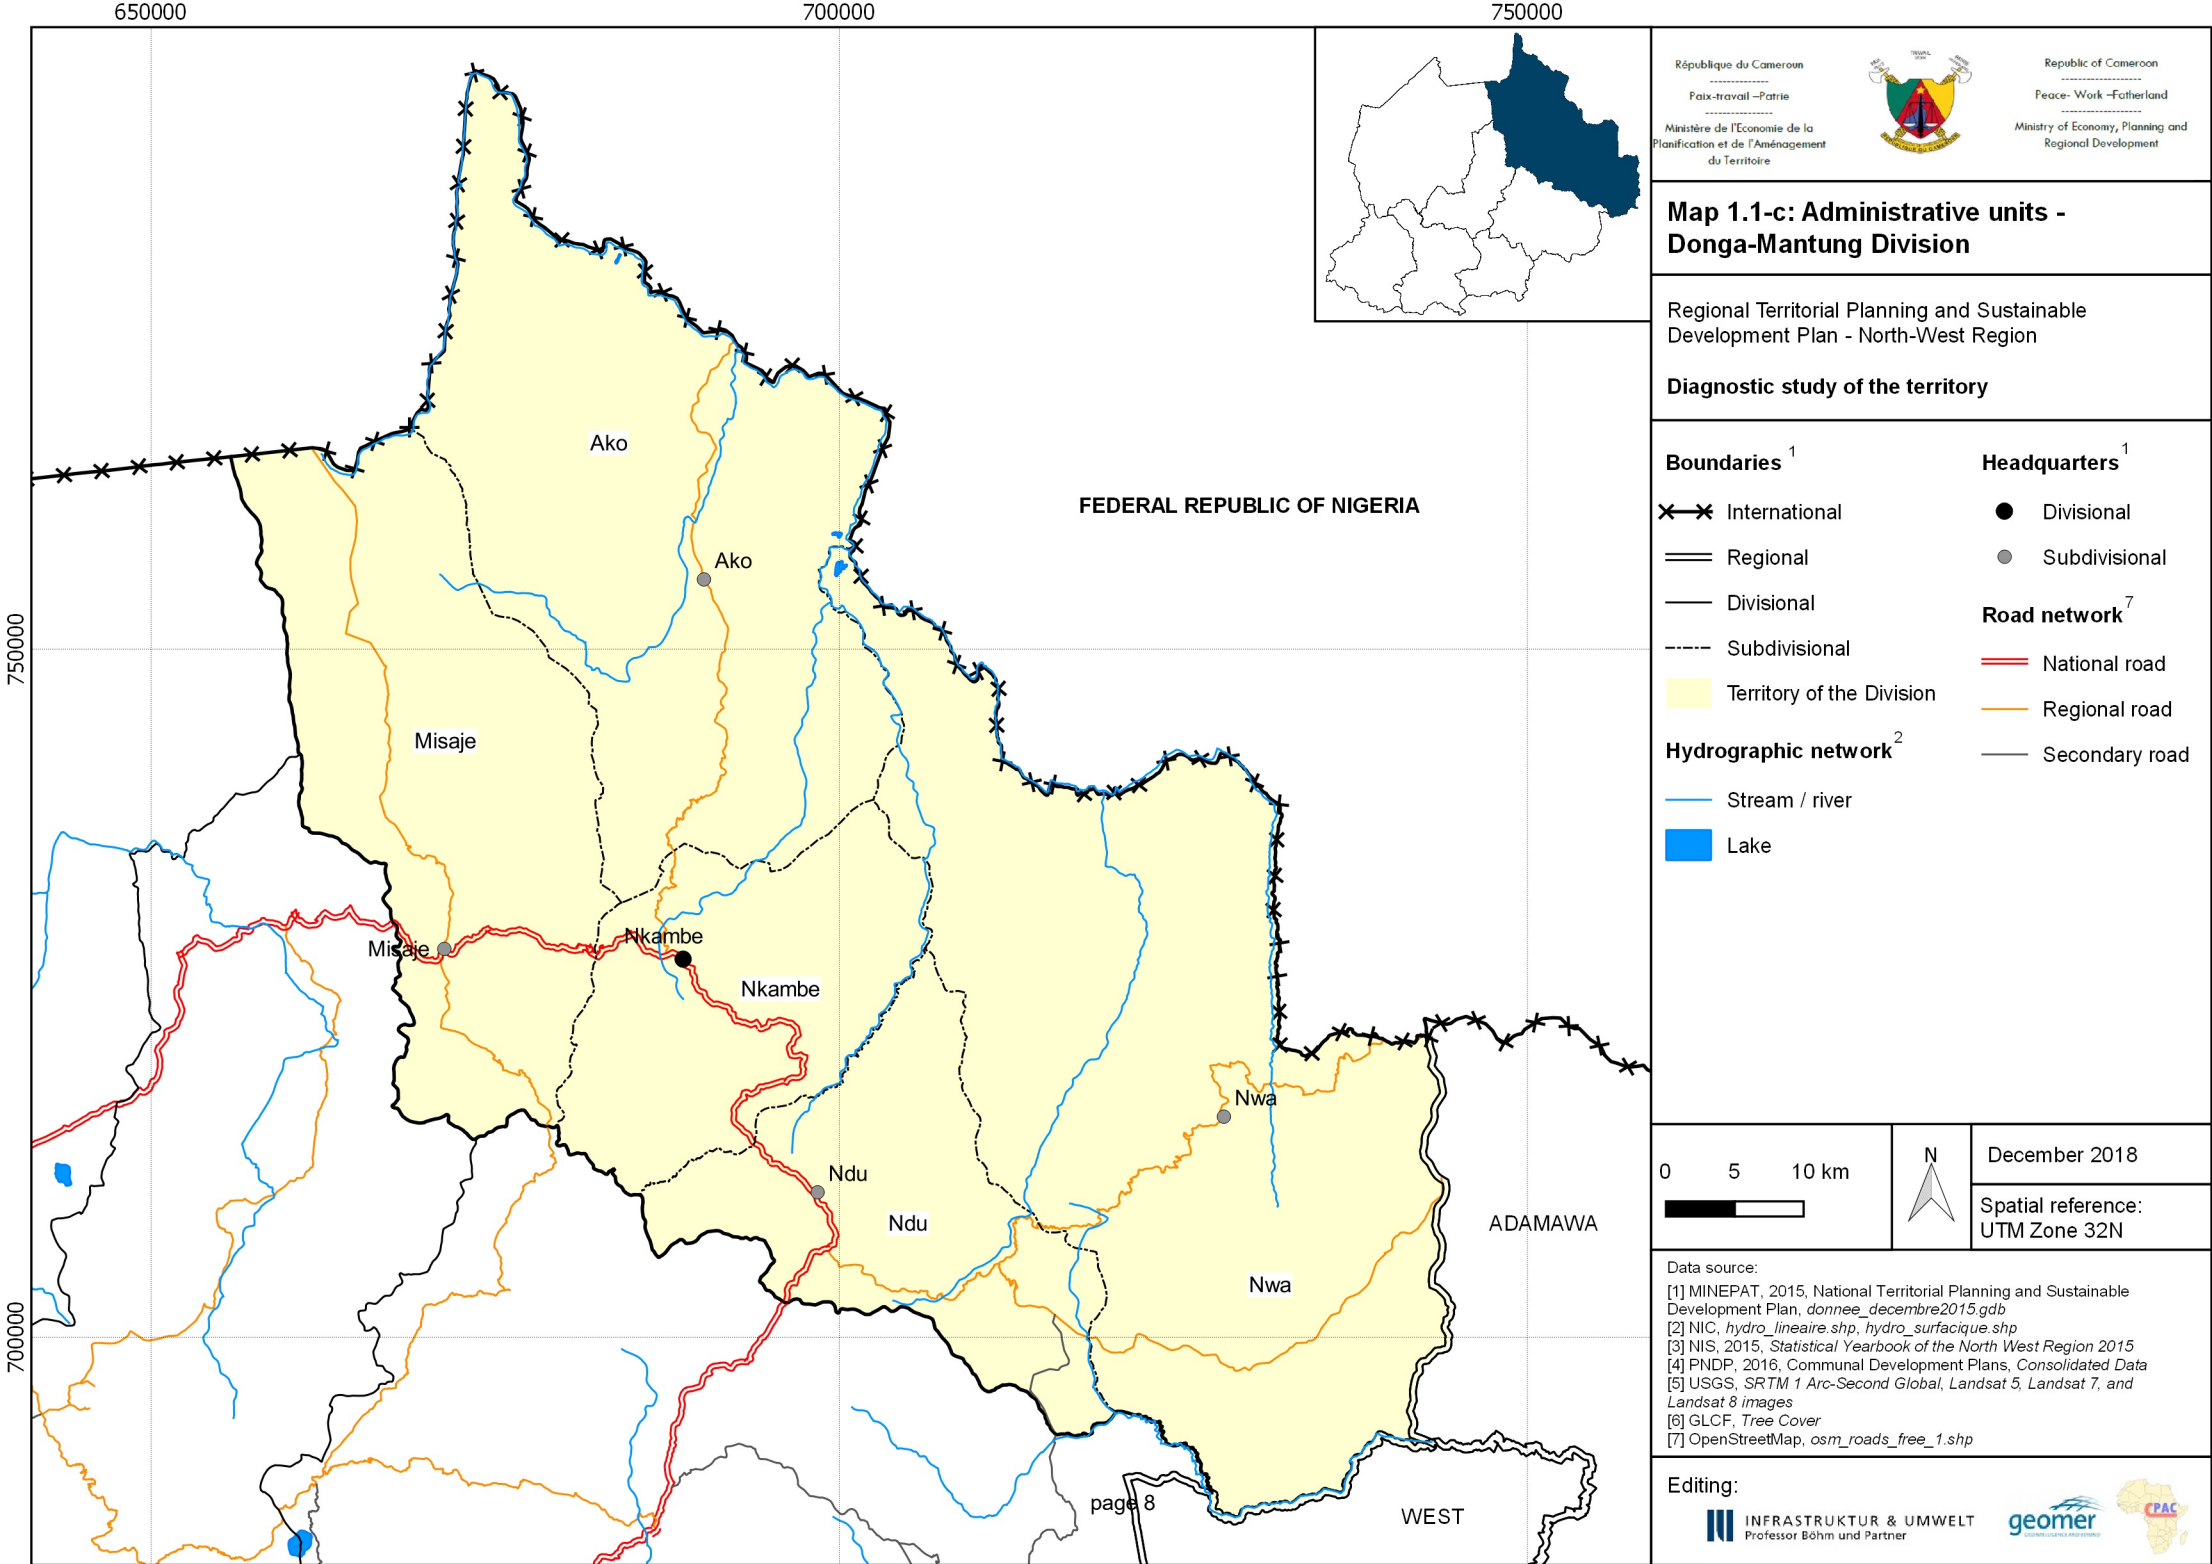 650000
700000
750000
750000
700000
Ako
Ako
FEDERAL REPUBLIC OF NIGERIA
Misaje
Misaje
Nkambe
Nkambe
Nwa
Ndu
Ndu
Nwa
ADAMAWA
WEST
page 8
République du Cameroun
--------------
Paix-travail –Patrie
----------------
Ministère de l'Economie de la
Planification et de l'Aménagement
du Territoire
Republic of Cameroon
-------------------
Peace- Work –Fatherland
-------------------
Ministry of Economy, Planning and
Regional Development
Map 1.1-c: Administrative units -
Donga-Mantung Division
Regional Territorial Planning and Sustainable
Development Plan - North-West Region
Diagnostic study of the territory
Boundaries 1
International
Regional
Divisional
Subdivisional
Territory of the Division
Hydrographic network 2
Stream / river
Lake
Headquarters 1
Divisional
Subdivisional
Road network 7
National road
Regional road
Secondary road
0 5 10 km
N
December 2018
Spatial reference:
UTM Zone 32N
Data source:
[1] MINEPAT, 2015, National Territorial Planning and Sustainable
Development Plan, donnee_decembre2015.gdb
[2] NIC, hydro_lineaire.shp, hydro_surfacique.shp
[3] NIS, 2015, Statistical Yearbook of the North West Region 2015
[4] PNDP, 2016, Communal Development Plans, Consolidated Data
[5] USGS, SRTM 1 Arc-Second Global, Landsat 5, Landsat 7, and
Landsat 8 images
[6] GLCF, Tree Cover
[7] OpenStreetMap, osm_roads_free_1.shp
Editing:
INFRASTRUKTUR & UMWELT
Professor Böhm und Partner
geomer
CPAC